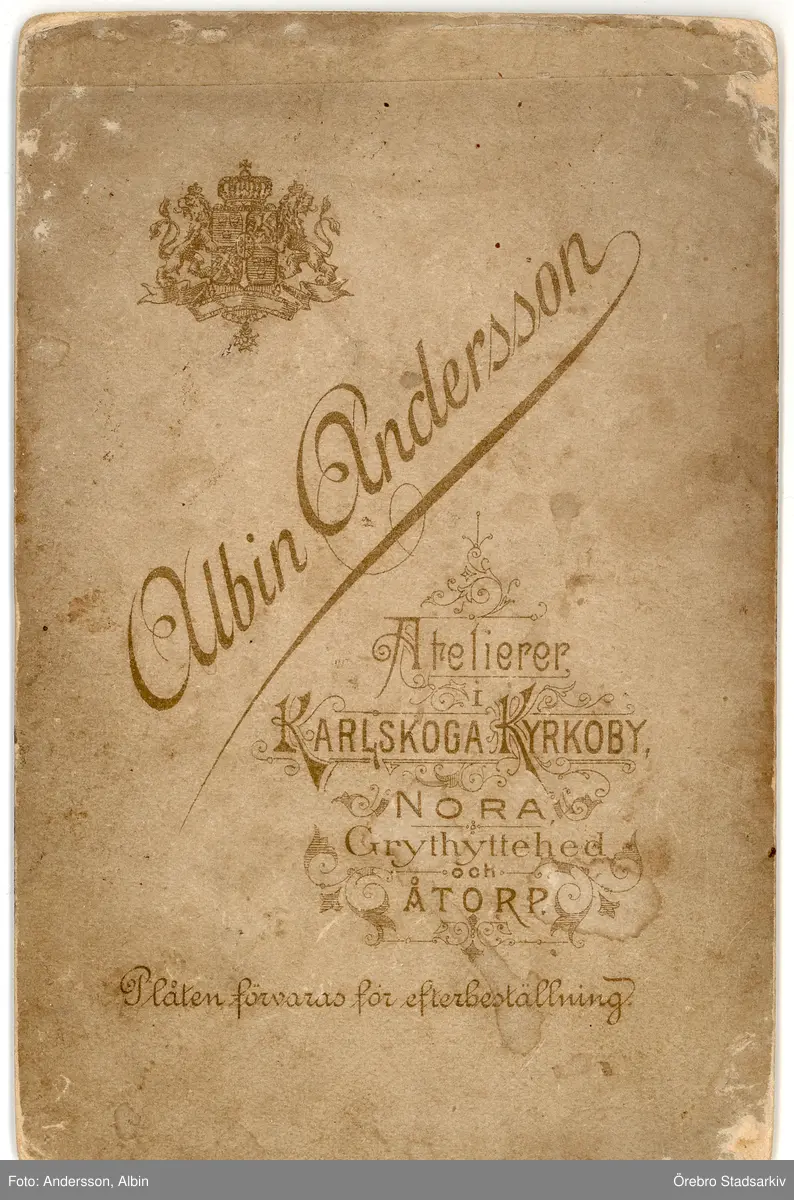 Albin Andersson
Atelierer
i
KARLSKOGA KYRKOBY,
NORA,
Grythyttehed
och
ÅTORP.
Plåten förvaras för efterbeställning.
Foto: Andersson, Albin
Örebro Stadsarkiv